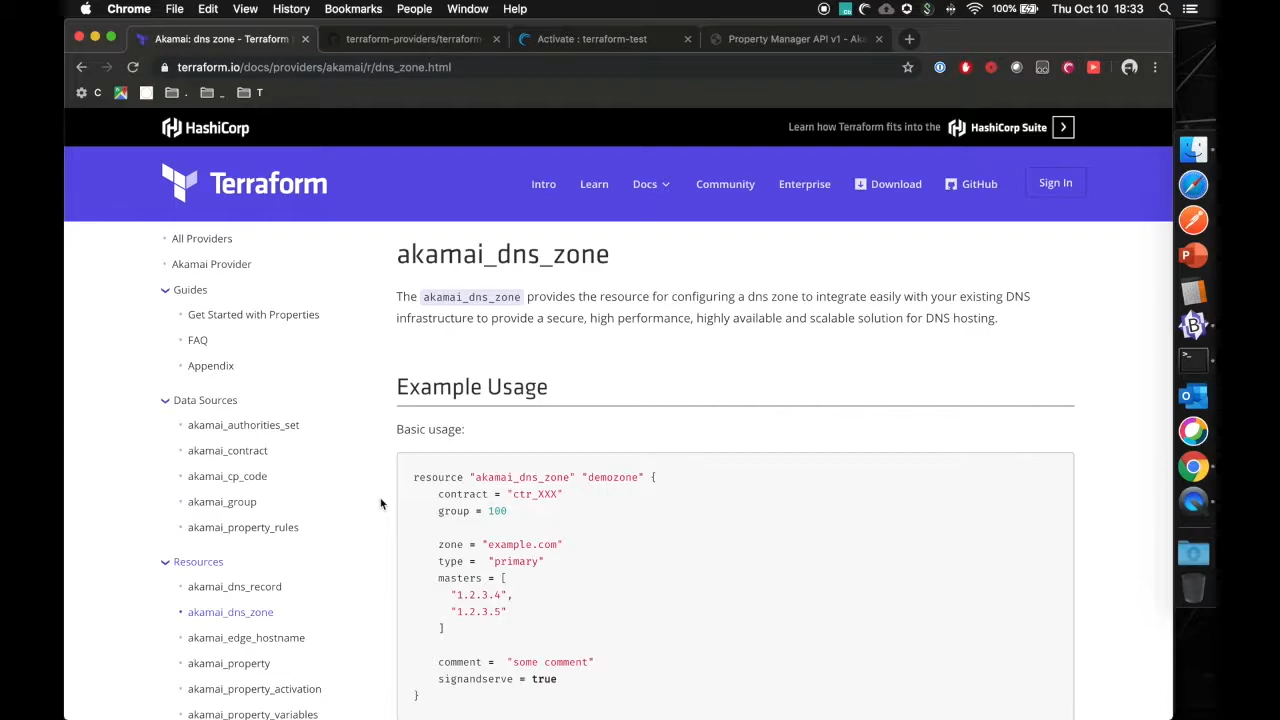 Chrome File Edit View History Bookmarks People Window Help 100% Thu Oct 10 18:33
Akamai: dns zone - Terraform terraform-providers/terraform Activate : terraform-test Property Manager API v1 - Aka
terraform.io/docs/providers/akamai/r/dns_zone.html
C . _ T
HashiCorp Learn how Terraform fits into the HashiCorp Suite
Terraform Intro Learn Docs Community Enterprise Download GitHub Sign In
All Providers
Akamai Provider
Guides
Get Started with Properties
FAQ
Appendix
Data Sources
akamai_authorities_set
akamai_contract
akamai_cp_code
akamai_group
akamai_property_rules
Resources
akamai_dns_record
akamai_dns_zone
akamai_edge_hostname
akamai_property
akamai_property_activation
akamai_property_variables
akamai_dns_zone
The akamai_dns_zone provides the resource for configuring a dns zone to integrate easily with your existing DNS
infrastructure to provide a secure, high performance, highly available and scalable solution for DNS hosting.
Example Usage
Basic usage:
resource "akamai_dns_zone" "demozone" {
contract = "ctr_XXX"
group = 100
zone = "example.com"
type = "primary"
masters = [
"1.2.3.4",
"1.2.3.5"
]
comment = "some comment"
signandserve = true
}